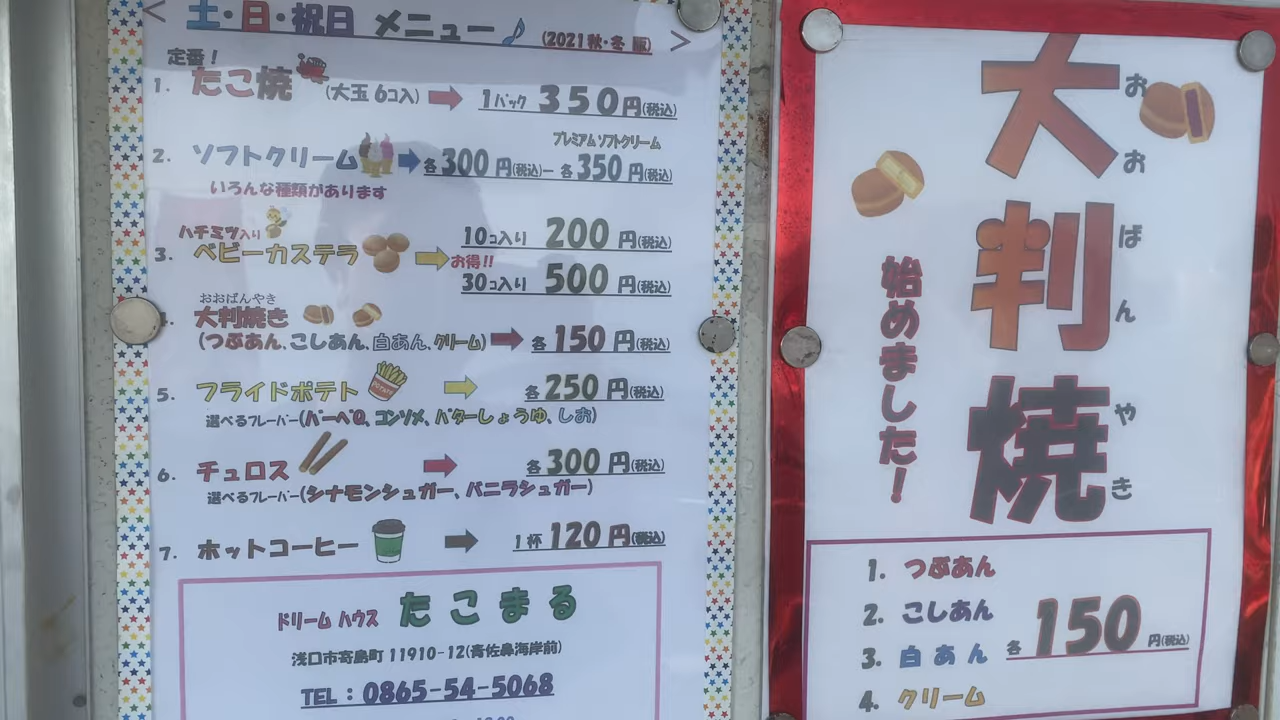 < 土・日・祝日 メニュー♪ (2021秋・冬 版) >
定番！
1. たこ焼 (大玉 6コ入) ➡ 1パック 350円(税込)
プレミアムソフトクリーム
2. ソフトクリーム ➡ 各300円(税込)― 各350円(税込)
いろんな種類があります
ハチミツ入り
3. ベビーカステラ ➡ 10コ入り 200円(税込)
お得!! 30コ入り 500円(税込)
おおばんやき
大判焼き
(つぶあん、こしあん、白あん、クリーム) ➡ 各150円(税込)
5. フライドポテト ➡ 各250円(税込)
選べるフレーバー(バーベQ、コンソメ、バターしょうゆ、しお)
6. チュロス ➡ 各300円(税込)
選べるフレーバー(シナモンシュガー、バニラシュガー)
7. ホットコーヒー ➡ 1杯120円(税込)
ドリームハウス たこまる
浅口市寄島町 11910-12(青佐鼻海岸前)
TEL：0865-54-5068
大判焼
おおばんやき
始めました！
1. つぶあん
2. こしあん
3. 白あん
4. クリーム
各150円(税込)